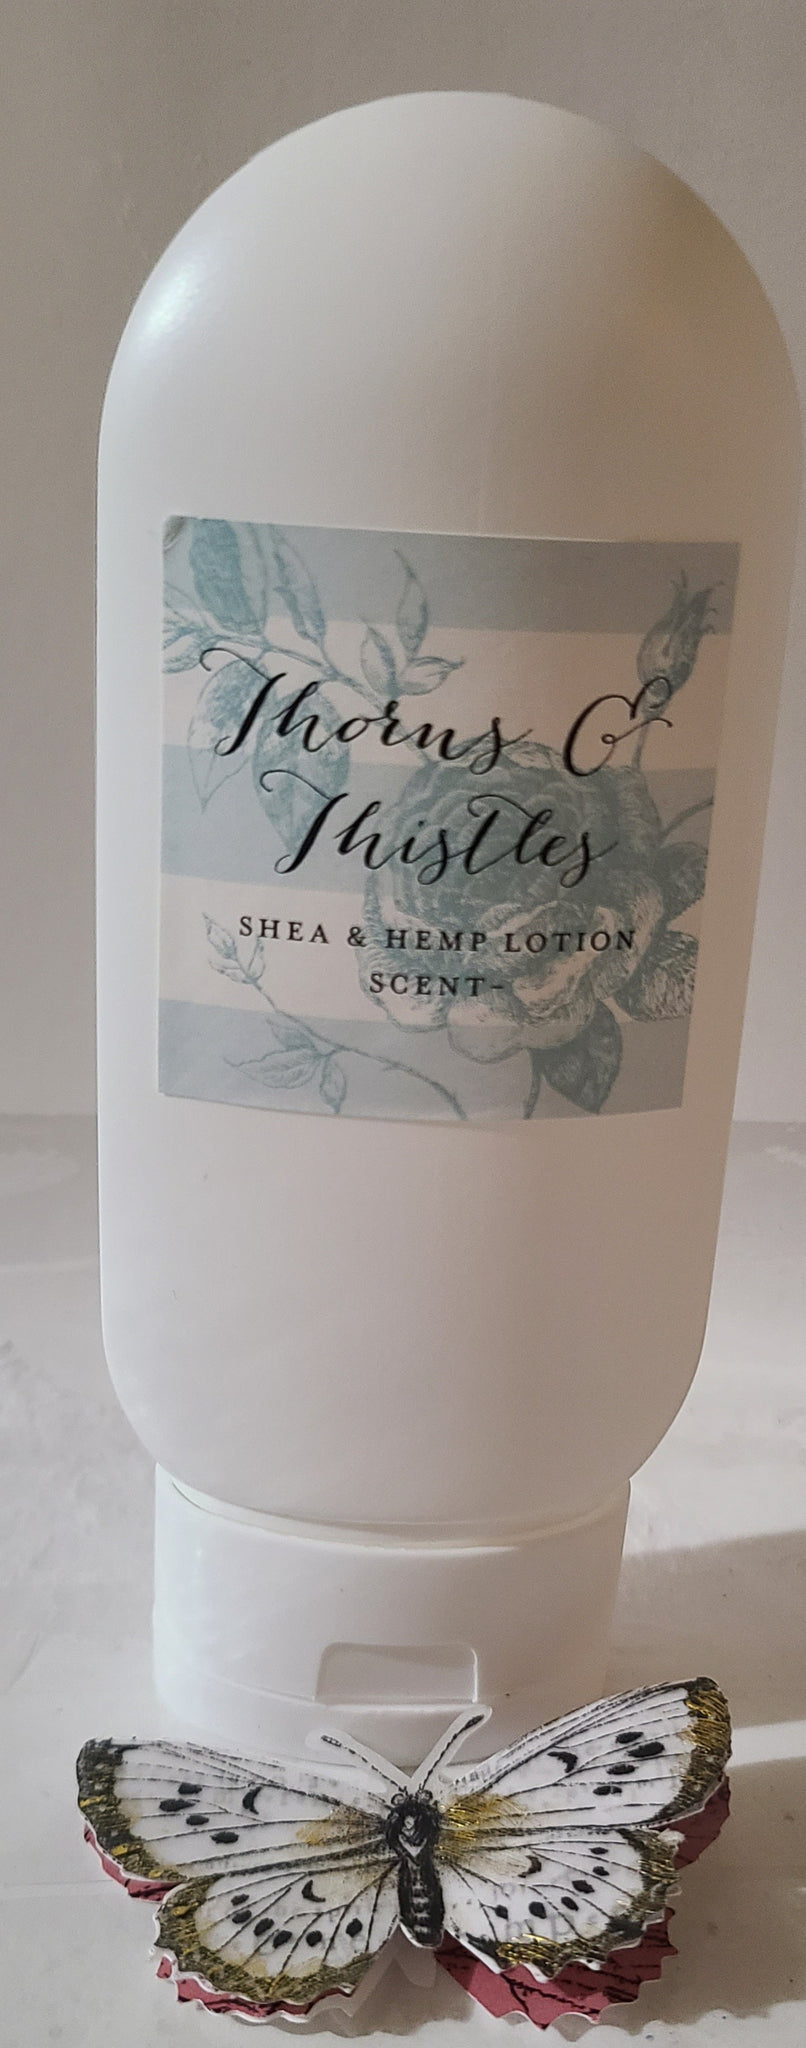 Thorns &
Thistles
SHEA & HEMP LOTION
SCENT-